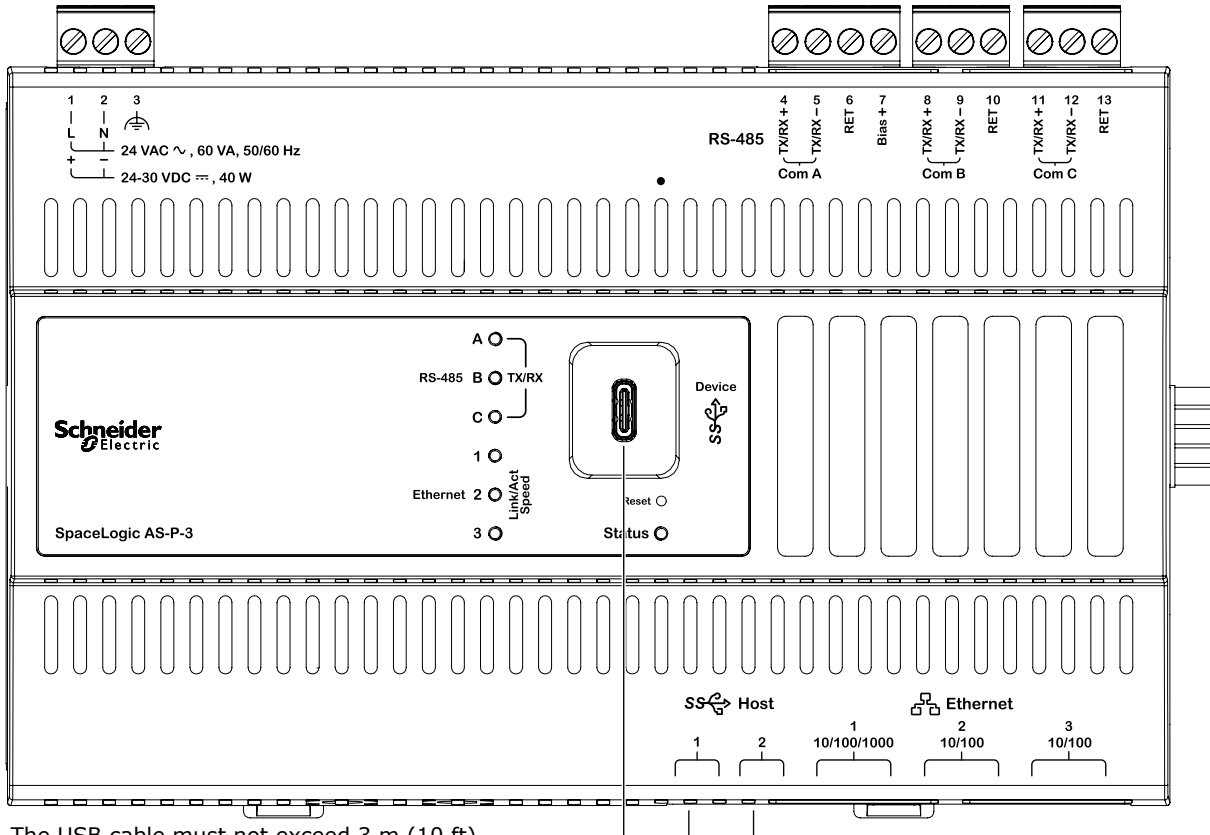 1 2 3
L N
24 VAC ∿ , 60 VA, 50/60 Hz
+ −
24-30 VDC ⎓ , 40 W
RS-485
4 5 6 7 8 9 10 11 12 13
TX/RX +
TX/RX −
RET
Bias +
TX/RX +
TX/RX −
RET
TX/RX +
TX/RX −
RET
Com A
Com B
Com C
A
RS-485 B TX/RX
C
1
Ethernet 2
3
Link/Act
Speed
Schneider
Electric
SpaceLogic AS-P-3
Device
SS
Reset
Status
SS Host
1 2
Ethernet
1
10/100/1000
2
10/100
3
10/100
The USB cable must not exceed 3 m (10 ft)